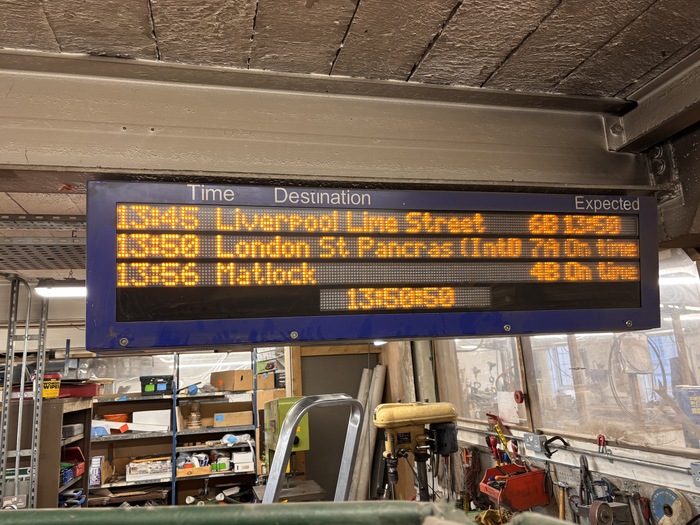 Time Destination Expected
13:45 Liverpool Lime Street 6B 13:50
13:50 London St Pancras (Intl) 7A On time
13:56 Matlock 4B On time
13:50:50